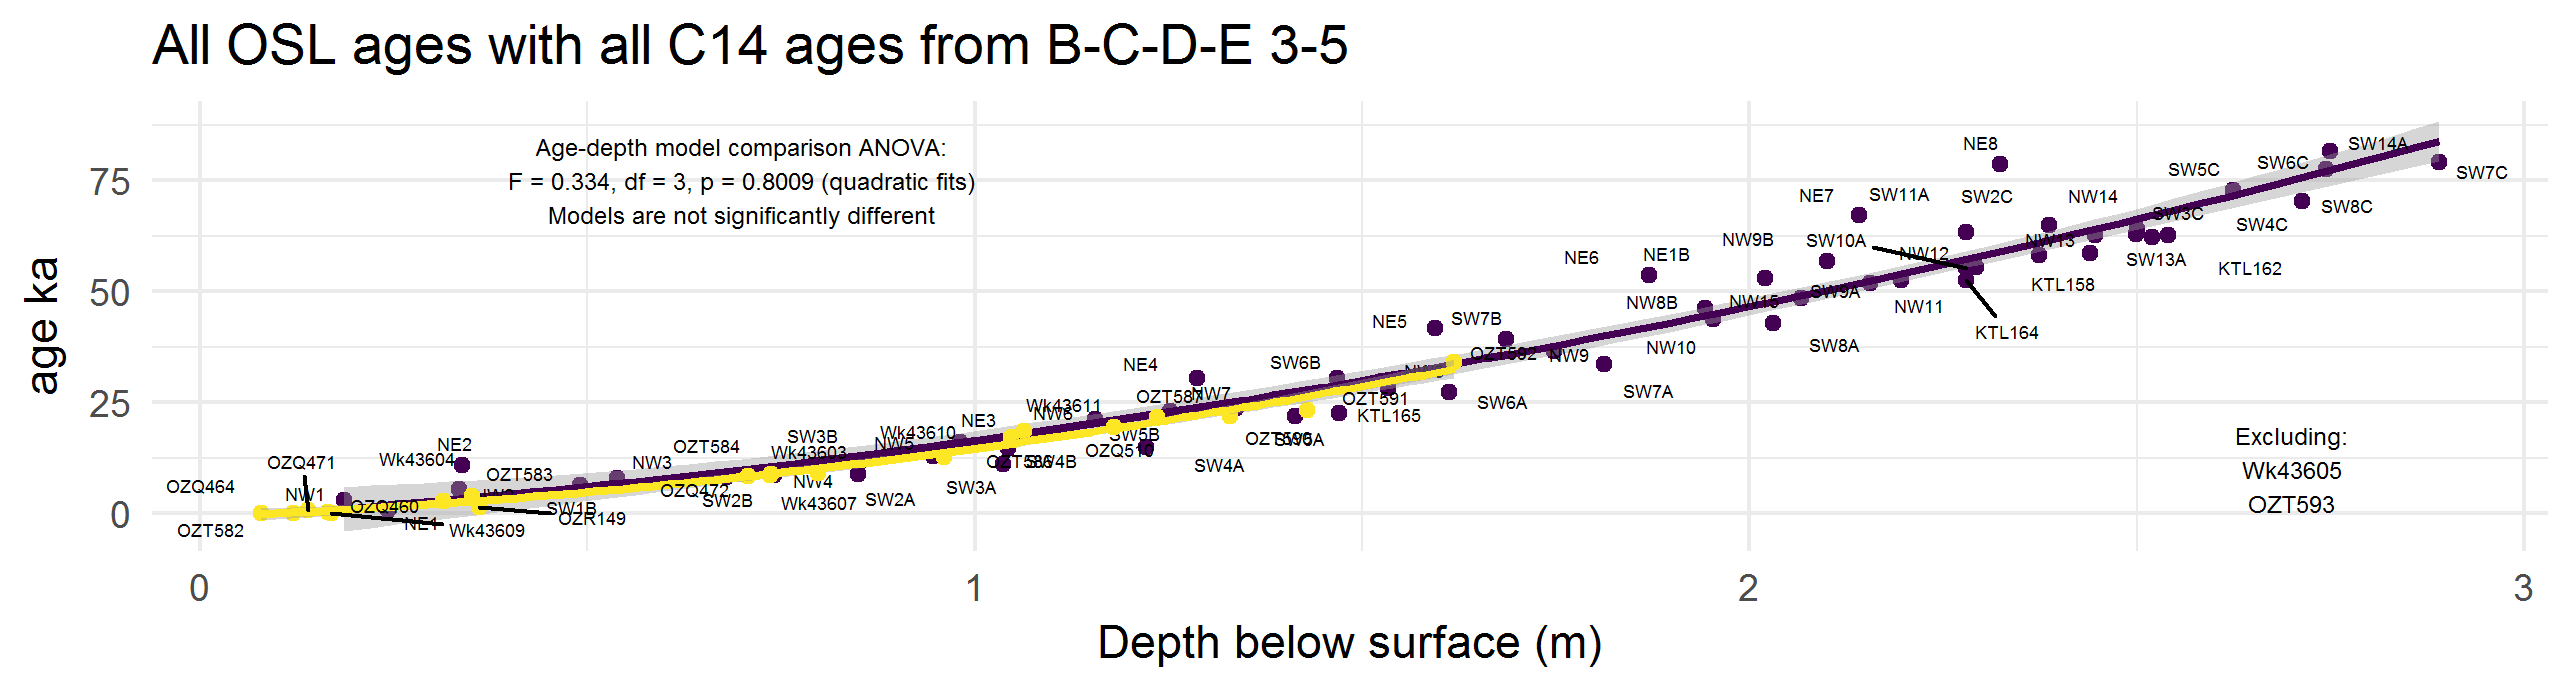 All OSL ages with all C14 ages from B-C-D-E 3-5
Age-depth model comparison ANOVA:
F = 0.334, df = 3, p = 0.8009 (quadratic fits)
Models are not significantly different
age ka
75
50
25
0
OZQ464
OZT582
OZQ471
NW1
OZQ460
NE1
Wk43604
NE2
OZT583
Wk43609
SW1B
OZR149
NW3
OZT584
OZQ472
SW2B
SW3B
Wk43603
NW4
Wk43607
NW5
Wk43610
SW2A
NE3
SW3A
NW6
Wk43611
SW4B
OZQ510
SW5B
NE4
OZT587
NW7
SW4A
SW6B
OZT591
KTL165
NE5
SW7B
OZT592
SW6A
NW9
NE6
NE1B
NW8B
SW7A
NW10
NW9B
NW15
SW9A
SW8A
NE7
SW11A
SW10A
NW12
NW11
NE8
SW2C
KTL164
NW13
NW14
KTL158
SW3C
SW13A
SW5C
SW4C
KTL162
SW6C
SW14A
SW8C
SW7C
Excluding:
Wk43605
OZT593
0
1
2
3
Depth below surface (m)